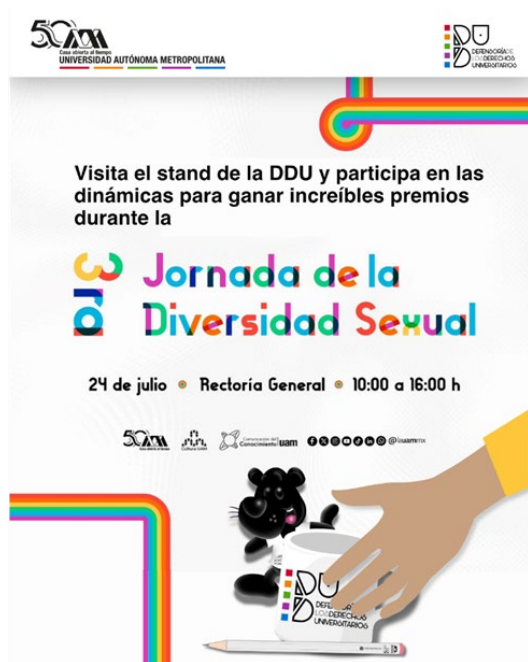 50 UAM
Casa abierta al tiempo
UNIVERSIDAD AUTÓNOMA METROPOLITANA
DDU
DEFENSORÍA DE
LOS DERECHOS
UNIVERSITARIOS
Visita el stand de la DDU y participa en las
dinámicas para ganar increíbles premios
durante la
3ra Jornada de la
Diversidad Sexual
24 de julio Rectoría General 10:00 a 16:00 h
50 UAM
Cultura UAM
Comunicación del
Conocimiento uam
@lauammx
DDU
DEFENSORÍA DE
LOS DERECHOS
UNIVERSITARIOS